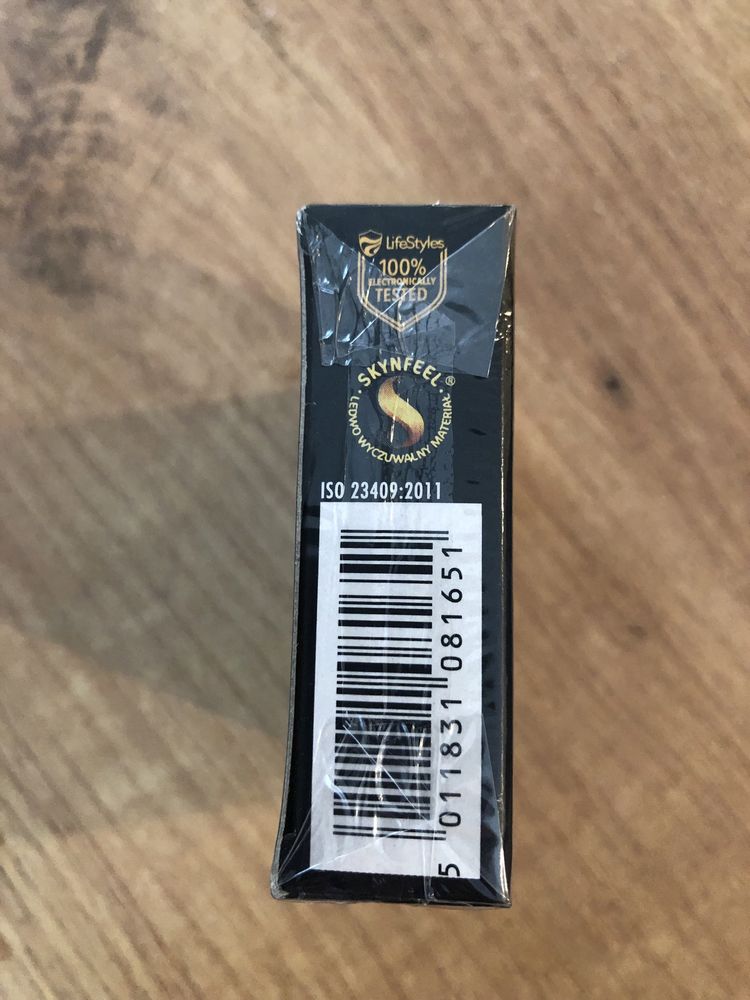 LifeStyles
100%
ELECTRONICALLY
TESTED
SKYNFEEL®
• LEDWO WYCZUWALNY MATERIAŁ •
ISO 23409:2011
5 011831 081651